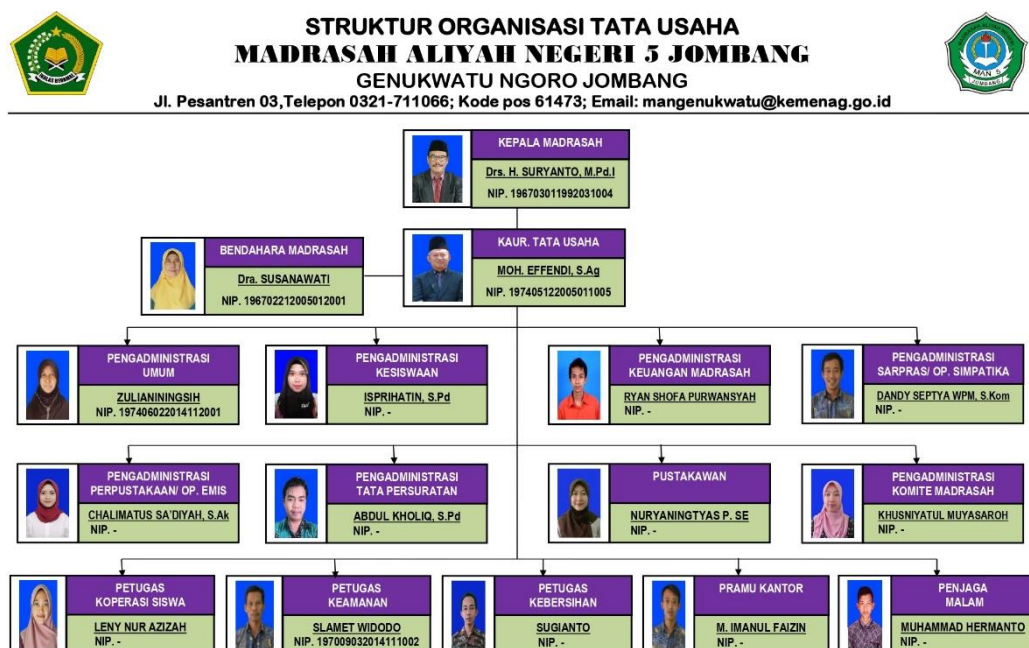 STRUKTUR ORGANISASI TATA USAHA
MADRASAH ALIYAH NEGERI 5 JOMBANG
GENUKWATU NGORO JOMBANG
Jl. Pesantren 03,Telepon 0321-711066; Kode pos 61473; Email: mangenukwatu@kemenag.go.id
IKHLAS BERAMAL
MAN 5
JOMBANG
KEPALA MADRASAH
Drs. H. SURYANTO, M.Pd.I
NIP. 196703011992031004
BENDAHARA MADRASAH
Dra. SUSANAWATI
NIP. 196702212005012001
KAUR. TATA USAHA
MOH. EFFENDI, S.Ag
NIP. 197405122005011005
PENGADMINISTRASI
UMUM
ZULIANININGSIH
NIP. 197406022014112001
PENGADMINISTRASI
KESISWAAN
ISPRIHATIN, S.Pd
NIP. -
PENGADMINISTRASI
KEUANGAN MADRASAH
RYAN SHOFA PURWANSYAH
NIP. -
PENGADMINISTRASI
SARPRAS/ OP. SIMPATIKA
DANDY SEPTYA WPM, S.Kom
NIP. -
PENGADMINISTRASI
PERPUSTAKAAN/ OP. EMIS
CHALIMATUS SA'DIYAH, S.Ak
NIP. -
PENGADMINISTRASI
TATA PERSURATAN
ABDUL KHOLIQ, S.Pd
NIP. -
PUSTAKAWAN
NURYANINGTYAS P. SE
NIP. -
PENGADMINISTRASI
KOMITE MADRASAH
KHUSNIYATUL MUYASAROH
NIP. -
PETUGAS
KOPERASI SISWA
LENY NUR AZIZAH
NIP. -
PETUGAS
KEAMANAN
SLAMET WIDODO
NIP. 197009032014111002
PETUGAS
KEBERSIHAN
SUGIANTO
NIP. -
PRAMU KANTOR
M. IMANUL FAIZIN
NIP. -
PENJAGA
MALAM
MUHAMMAD HERMANTO
NIP. -